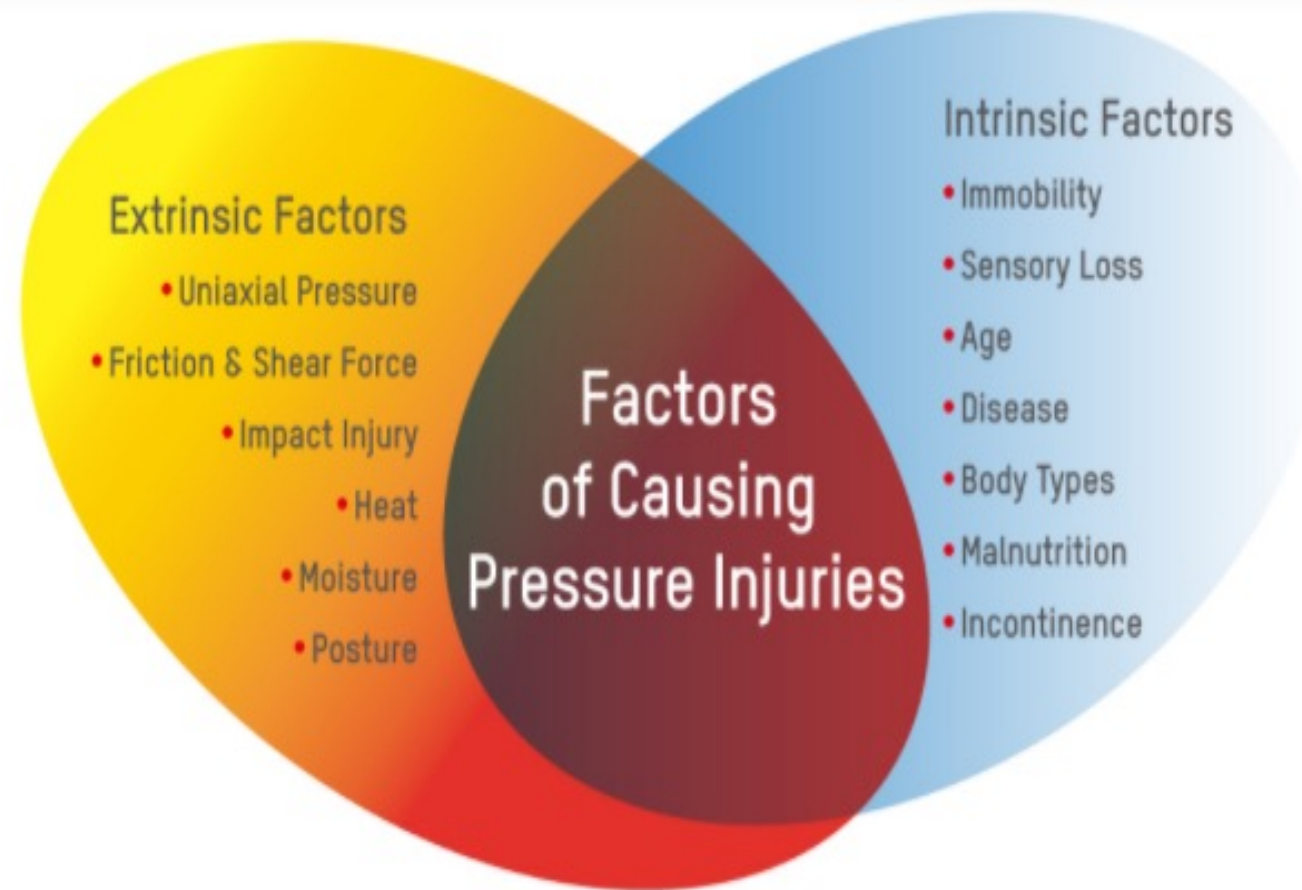 Extrinsic Factors
• Uniaxial Pressure
• Friction & Shear Force
• Impact Injury
• Heat
• Moisture
• Posture
Factors
of Causing
Pressure Injuries
Intrinsic Factors
• Immobility
• Sensory Loss
• Age
• Disease
• Body Types
• Malnutrition
• Incontinence